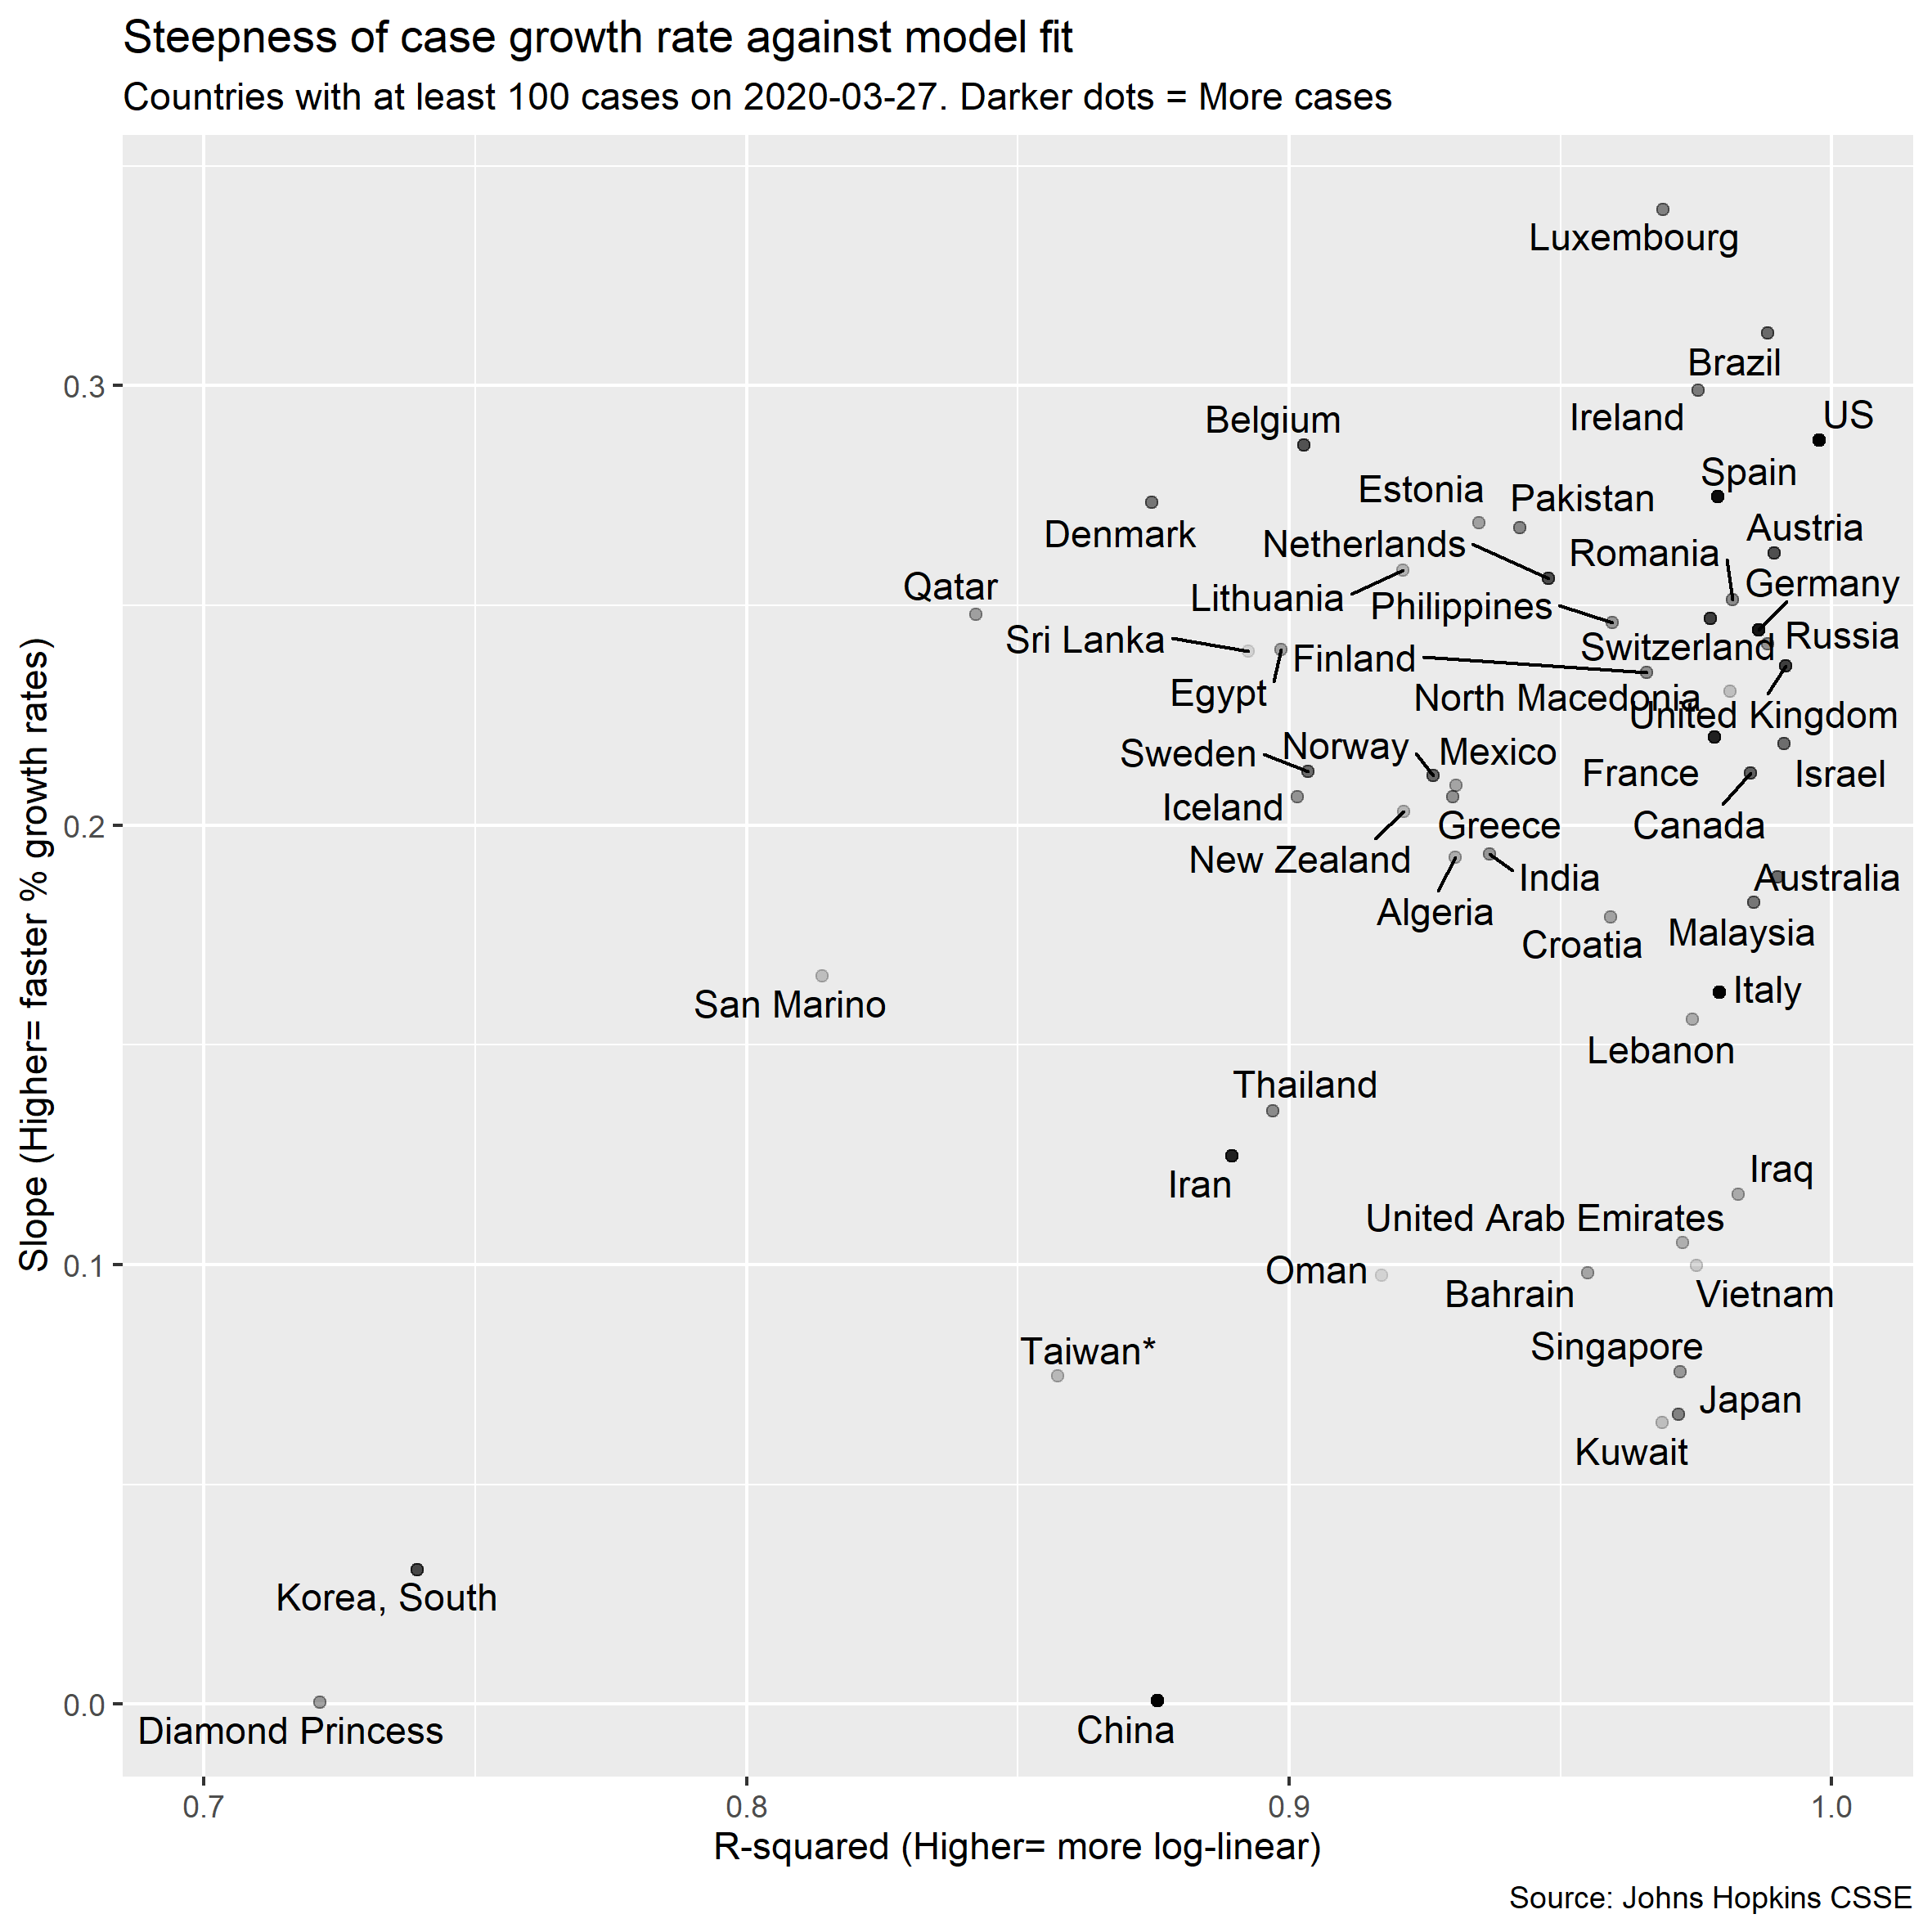 Steepness of case growth rate against model fit
Countries with at least 100 cases on 2020-03-27. Darker dots = More cases
Slope (Higher= faster % growth rates)
0.3
0.2
0.1
0.0
Luxembourg
Brazil
Ireland
US
Belgium
Spain
Estonia
Pakistan
Denmark
Austria
Netherlands
Romania
Qatar
Germany
Lithuania
Philippines
Sri Lanka
Russia
Switzerland
Finland
Egypt
North Macedonia
United Kingdom
Sweden
Norway
Mexico
France
Israel
Iceland
Greece
Canada
New Zealand
India
Australia
Algeria
Malaysia
Croatia
San Marino
Italy
Lebanon
Thailand
Iran
Iraq
United Arab Emirates
Oman
Bahrain
Vietnam
Taiwan*
Singapore
Japan
Kuwait
Korea, South
Diamond Princess
China
0.7
0.8
0.9
1.0
R-squared (Higher= more log-linear)
Source: Johns Hopkins CSSE